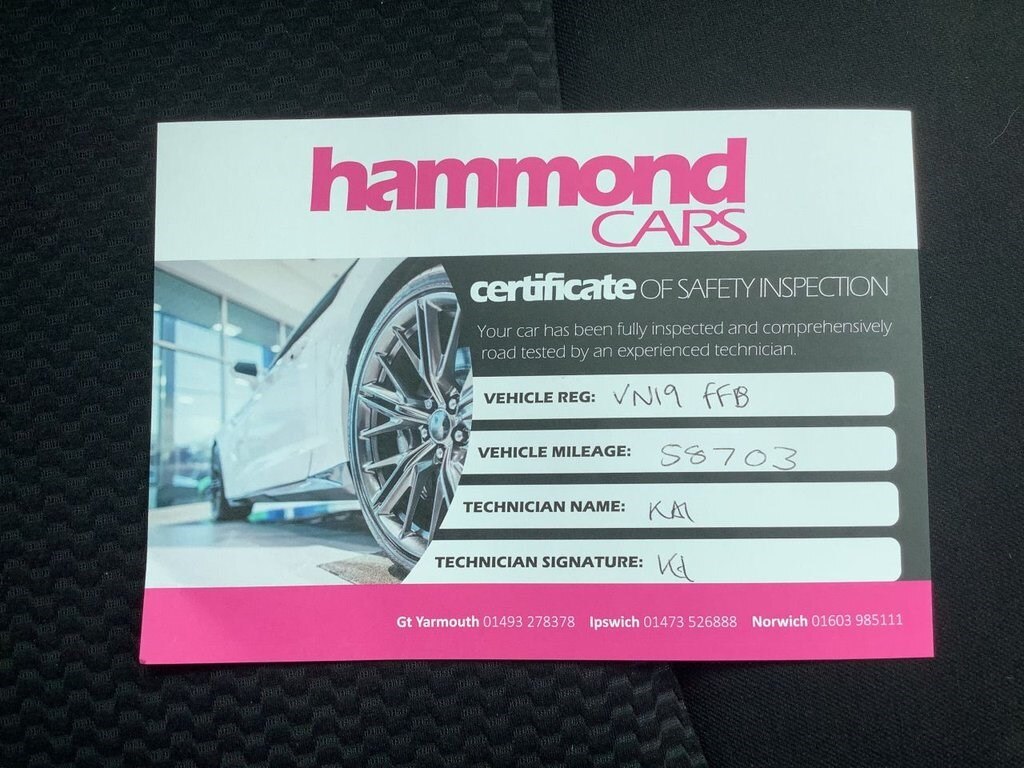 hammond
CARS
certificate OF SAFETY INSPECTION
Your car has been fully inspected and comprehensively
road tested by an experienced technician.
VEHICLE REG: VN19 FFB
VEHICLE MILEAGE: 58703
TECHNICIAN NAME: KAI
TECHNICIAN SIGNATURE:
Gt Yarmouth 01493 278378 Ipswich 01473 526888 Norwich 01603 985111